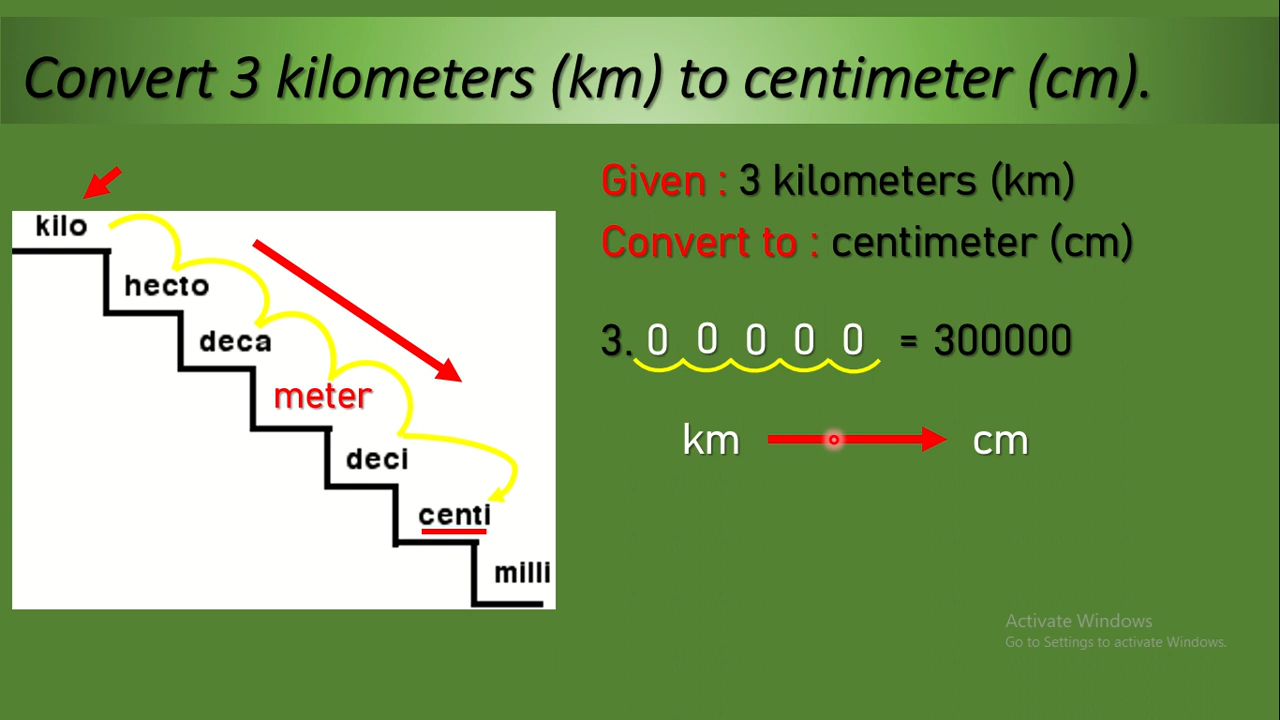 Convert 3 kilometers (km) to centimeter (cm).
Given : 3 kilometers (km)
Convert to : centimeter (cm)
kilo
hecto
deca
meter
deci
centi
milli
3. 0 0 0 0 0 = 300000
km cm
Activate Windows
Go to Settings to activate Windows.